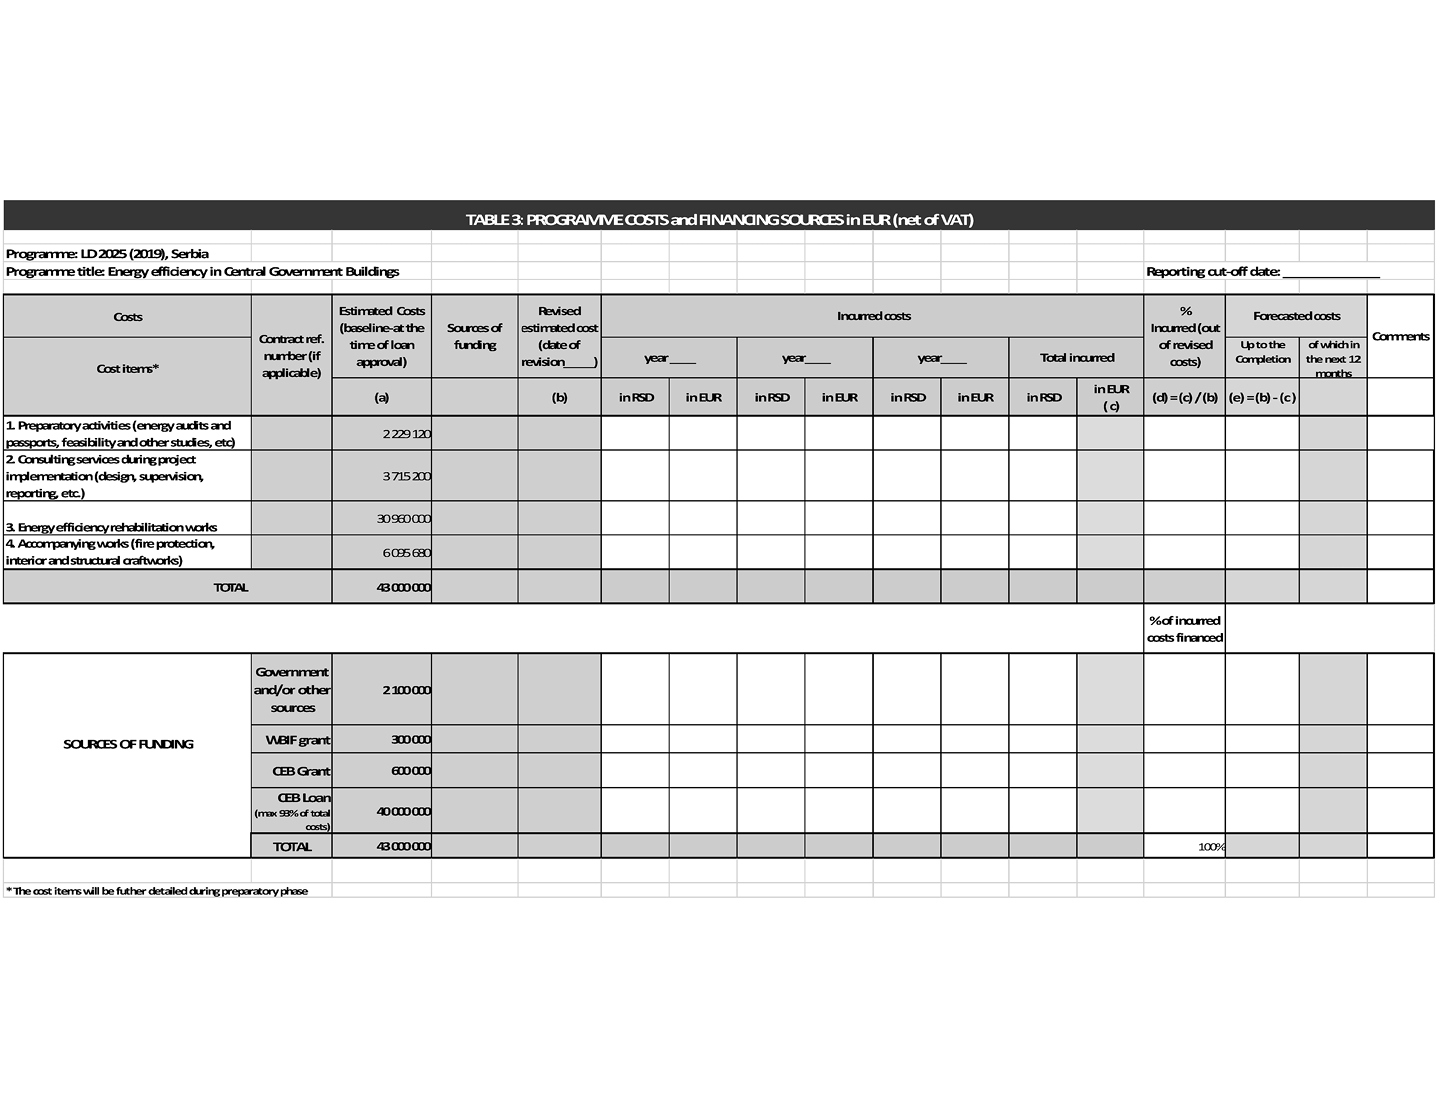 TABLE 3: PROGRAMME COSTS and FINANCING SOURCES in EUR (net of VAT)
Programme: LD 2025 (2019), Serbia
Programme title: Energy efficiency in Central Government Buildings
Reporting cut-off date: _______________
Costs
Cost items*
Contract ref.
number (if
applicable)
Estimated Costs
(baseline-at the
time of loan
approval)
(a)
Sources of
funding
Revised
estimated cost
(date of
revision_____)
(b)
Incurred costs
year____
year____
year____
Total incurred
in RSD
in EUR
in RSD
in EUR
in RSD
in EUR
in RSD
in EUR
( c)
%
Incurred (out
of revised
costs)
(d) =(c) / (b)
Forecasted costs
Up to the
Completion
(e) =(b) - (c )
of which in
the next 12
months
Comments
1. Preparatory activities (energy audits and
passports, feasibility and other studies, etc)
2 229 120
2. Consulting services during project
implementation (design, supervision,
reporting, etc.)
3 715 200
3. Energy efficiency rehabilitation works
30 960 000
4. Accompanying works (fire protection,
interior and structural craftworks)
6 095 680
TOTAL
43 000 000
% of incurred
costs financed
SOURCES OF FUNDING
Government
and/or other
sources
2 100 000
WBIF grant
300 000
CEB Grant
600 000
CEB Loan
(max 93% of total
costs)
40 000 000
TOTAL
43 000 000
100%
* The cost items will be futher detailed during preparatory phase